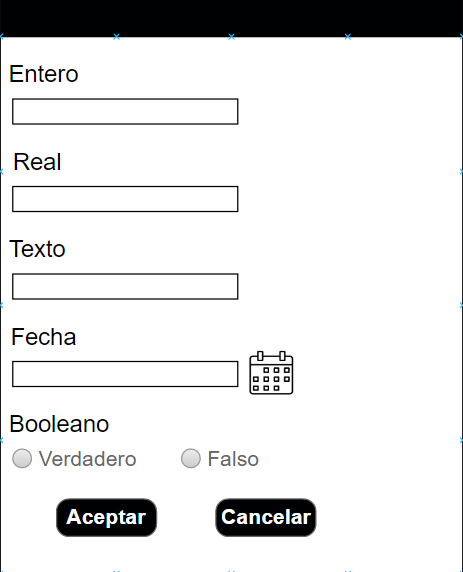 Entero
Real
Texto
Fecha
Booleano
Verdadero Falso
Aceptar Cancelar